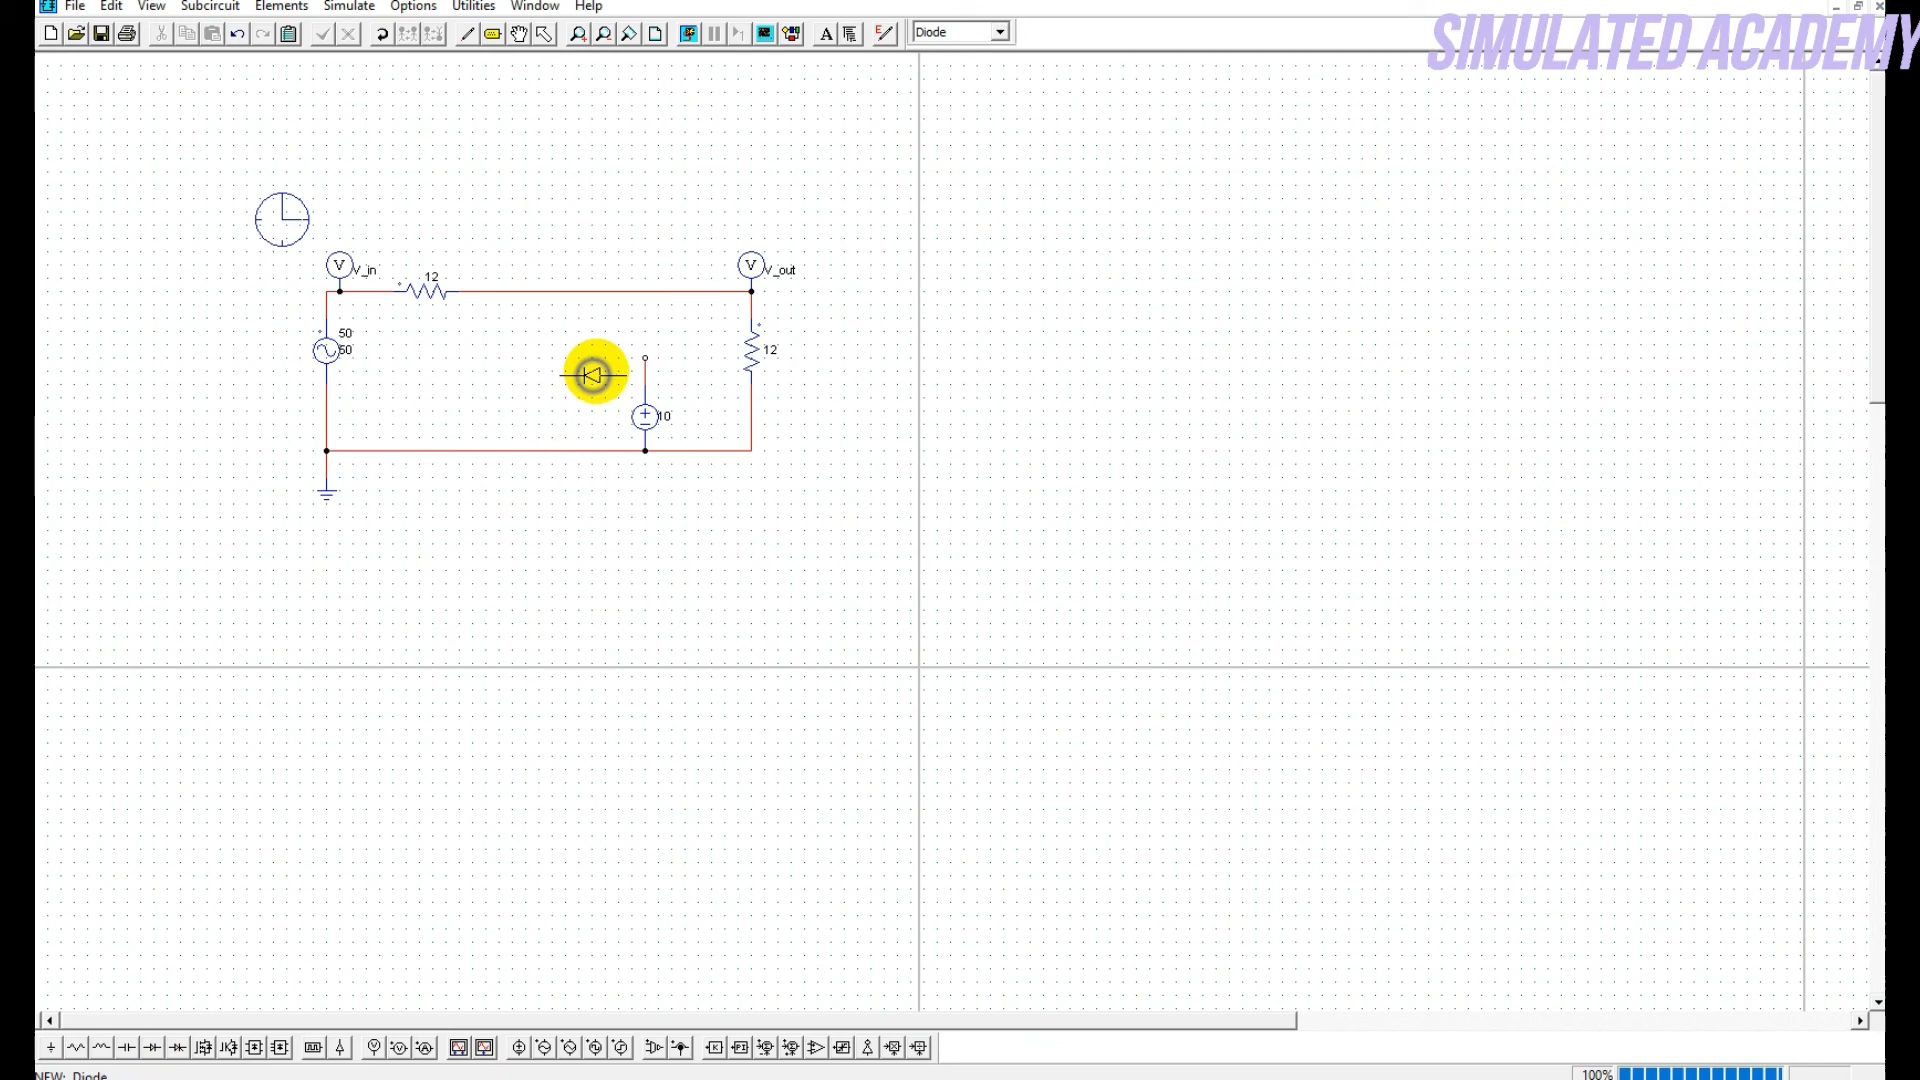 File Edit View Subcircuit Elements Simulate Options Utilities Window Help
Diode
SIMULATED ACADEMY
V V_in
12
V V_out
50
50
12
10
NEW: Diode
100%